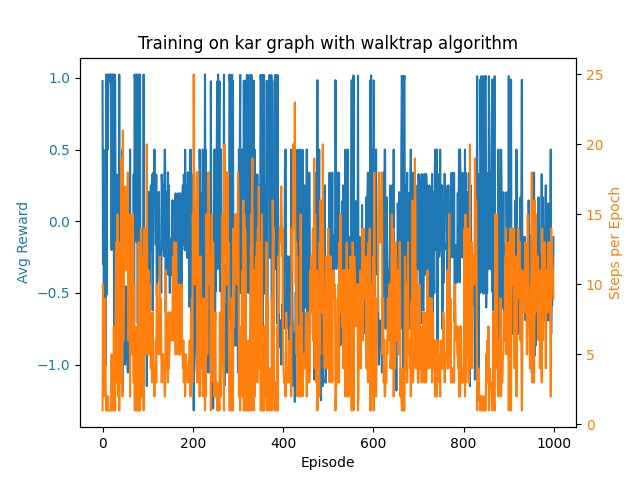 Training on kar graph with walktrap algorithm
1.0
0.5
0.0
−0.5
−1.0
Avg Reward
25
20
15
10
5
0
Steps per Epoch
0 200 400 600 800 1000
Episode